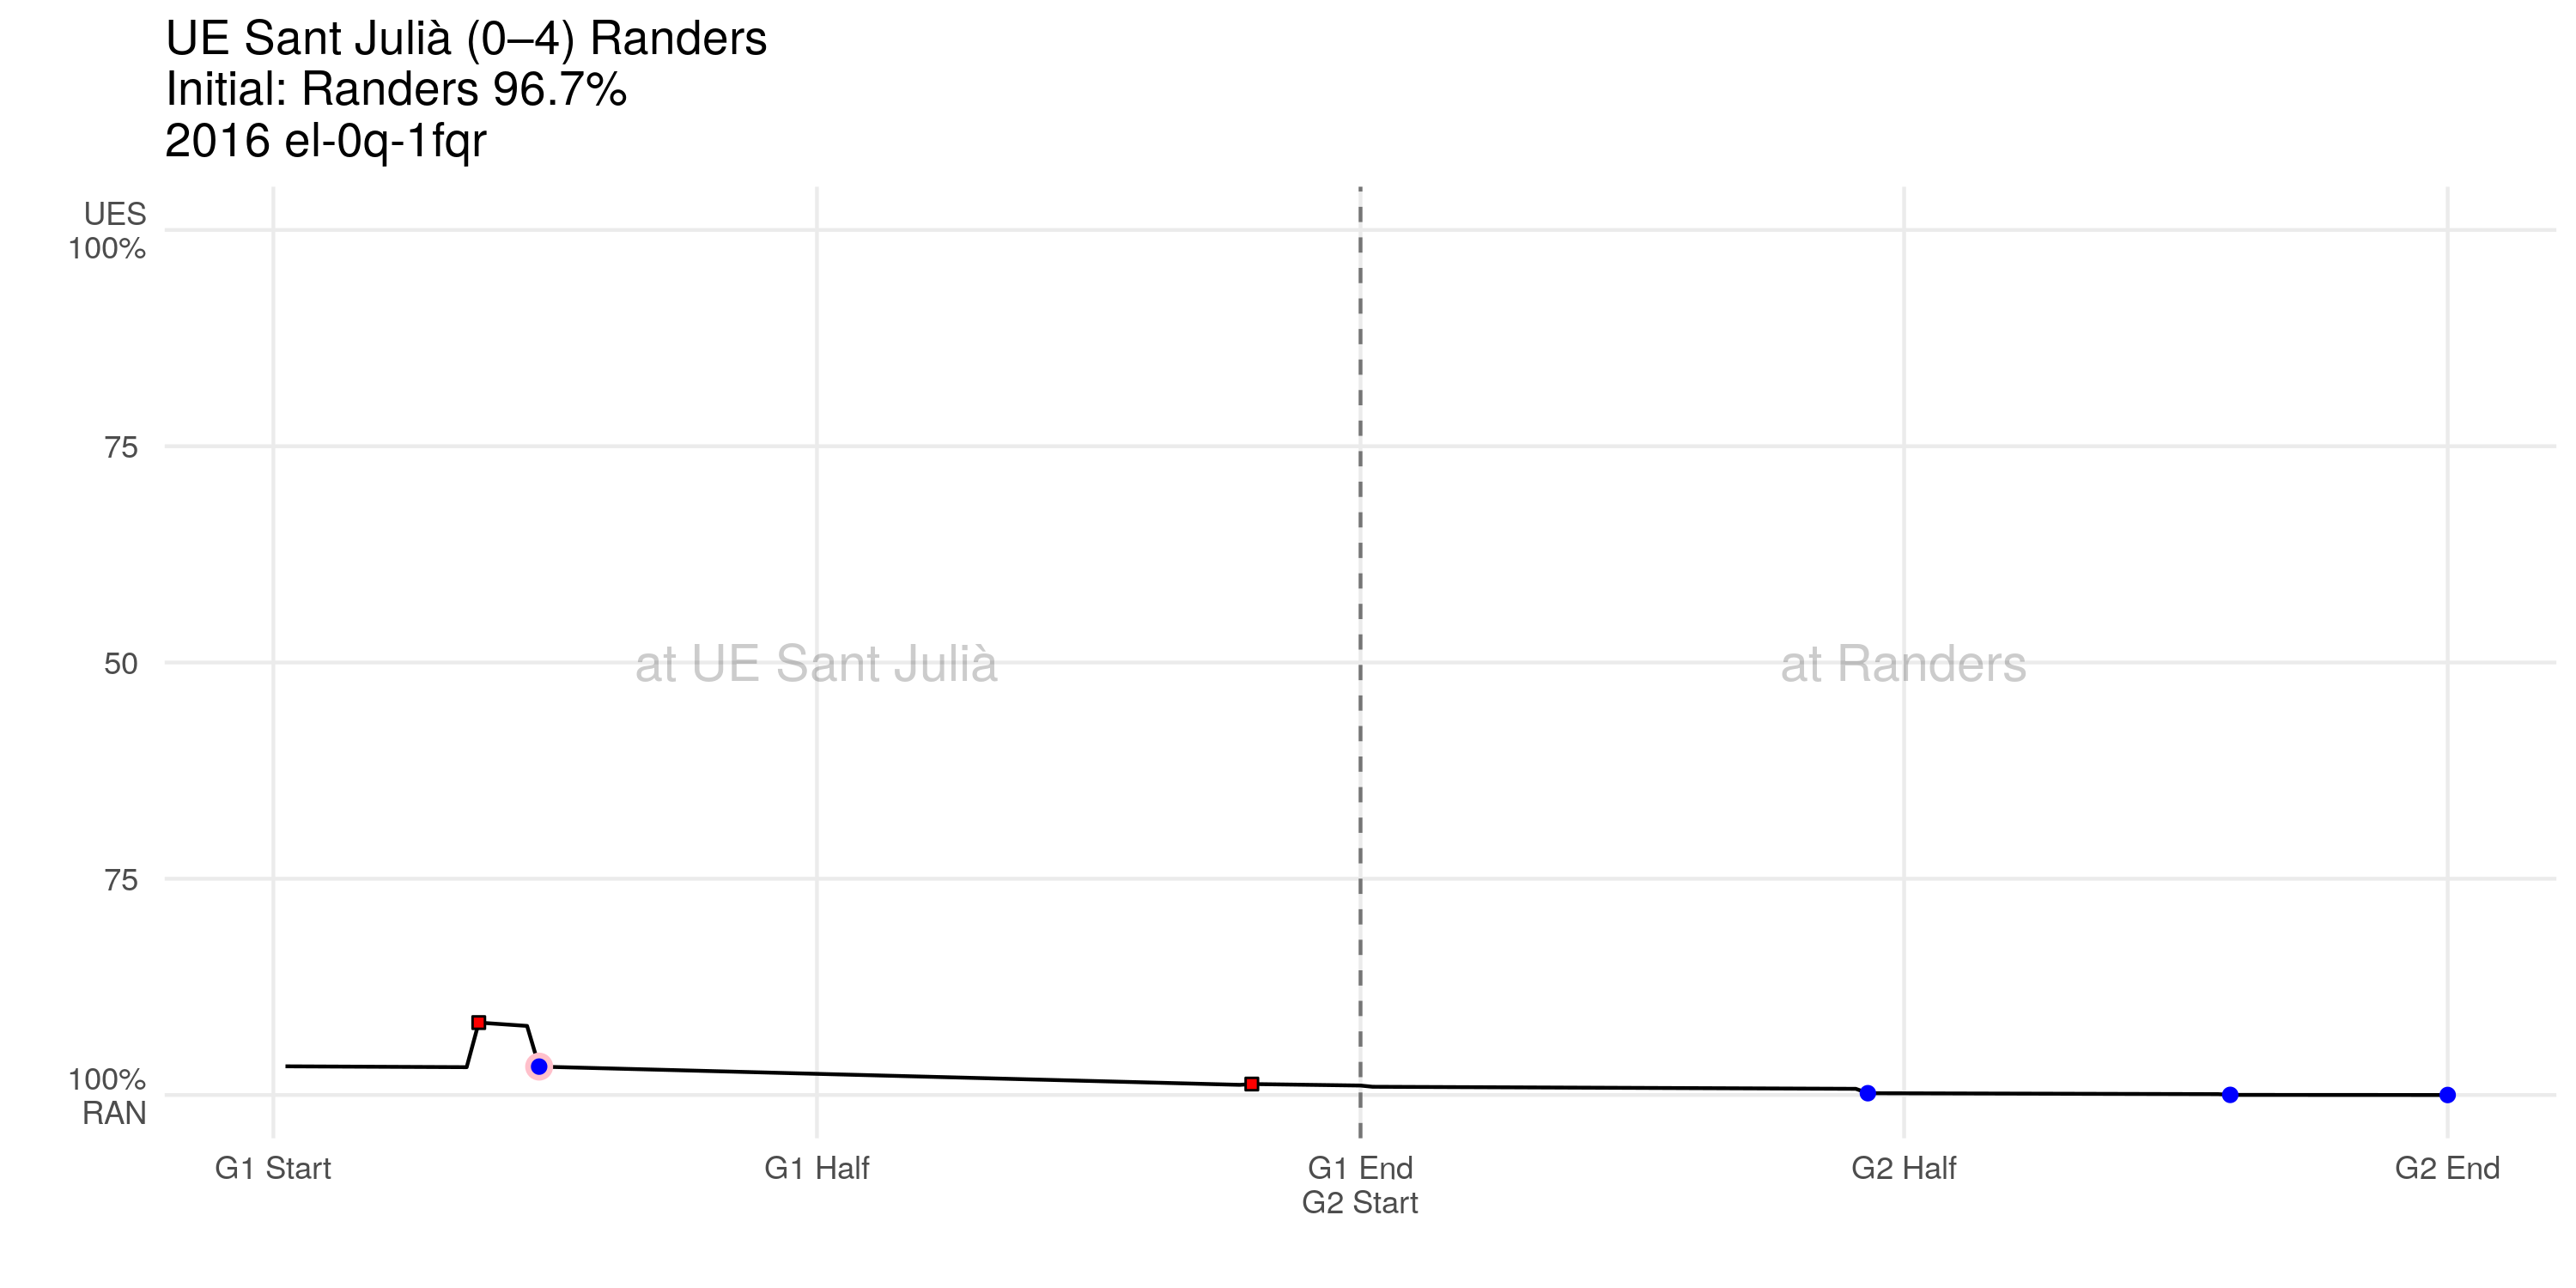 UE Sant Julià (0–4) Randers
Initial: Randers 96.7%
2016 el-0q-1fqr
UES
100%
75
50
75
100%
RAN
at UE Sant Julià
at Randers
G1 Start
G1 Half
G1 End
G2 Start
G2 Half
G2 End